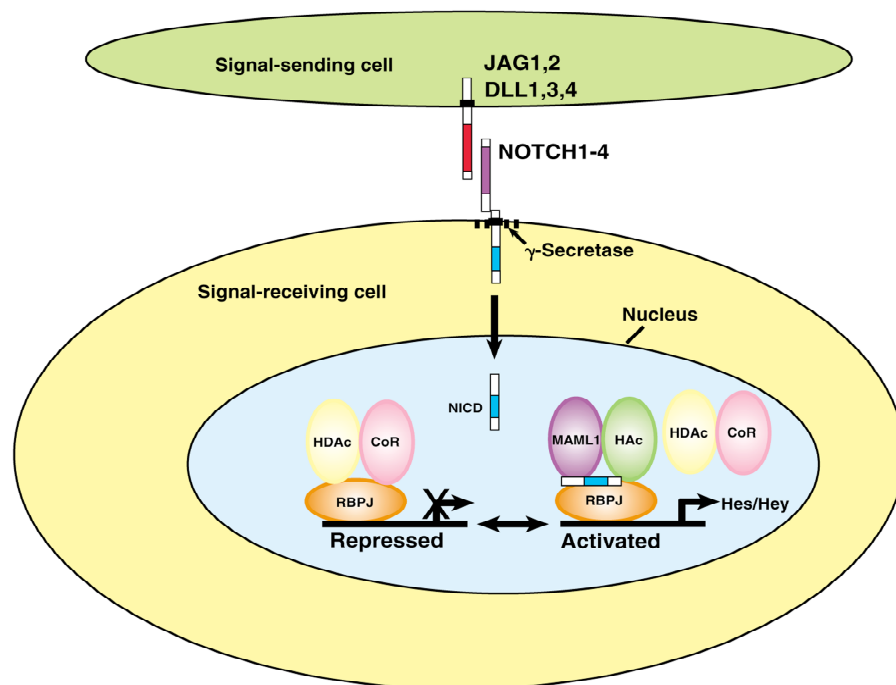 Signal-sending cell
JAG1,2
DLL1,3,4
NOTCH1-4
γ-Secretase
Signal-receiving cell
Nucleus
NICD
HDAc
CoR
RBPJ
Repressed
MAML1
HAc
HDAc
CoR
RBPJ
Hes/Hey
Activated